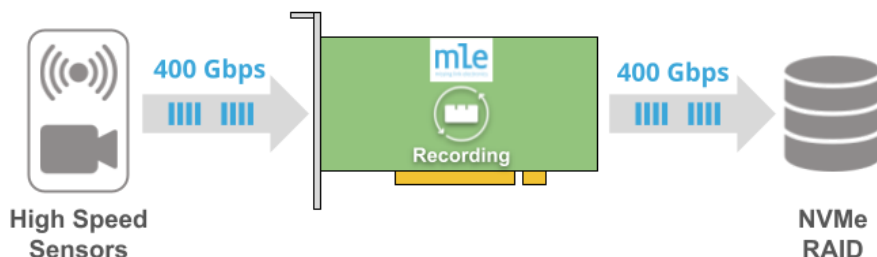 400 Gbps
mle
Recording
400 Gbps
High Speed
Sensors
NVMe
RAID